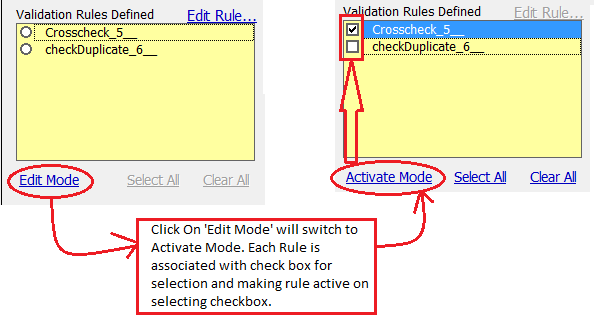 Validation Rules Defined Edit Rule...
Crosscheck_5__
checkDuplicate_6__
Edit Mode Select All Clear All
Validation Rules Defined Edit Rule...
Crosscheck_5__
checkDuplicate_6__
Activate Mode Select All Clear All
Click On 'Edit Mode' will switch to
Activate Mode. Each Rule is
associated with check box for
selection and making rule active on
selecting checkbox.